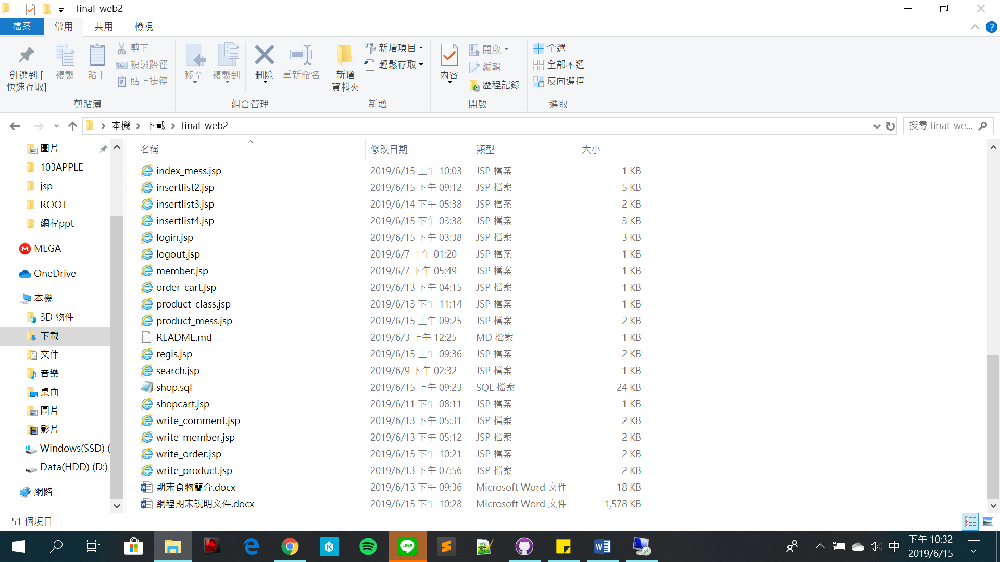 final-web2
檔案 常用 共用 檢視
釘選到 [快速存取]
複製
貼上
剪下
複製路徑
貼上捷徑
剪貼簿
移至
複製到
刪除
重新命名
組合管理
新增資料夾
新增項目
輕鬆存取
新增
內容
開啟
編輯
歷程記錄
開啟
全選
全部不選
反向選擇
選取
本機 下載 final-web2
搜尋 final-we...
圖片
103APPLE
jsp
ROOT
網程ppt
MEGA
OneDrive
本機
3D 物件
下載
文件
音樂
桌面
圖片
影片
Windows(SSD) (
Data(HDD) (D:)
網路
名稱 修改日期 類型 大小
index_mess.jsp 2019/6/15 上午 10:03 JSP 檔案 1 KB
insertlist2.jsp 2019/6/15 下午 09:12 JSP 檔案 5 KB
insertlist3.jsp 2019/6/14 下午 05:38 JSP 檔案 2 KB
insertlist4.jsp 2019/6/15 下午 03:38 JSP 檔案 3 KB
login.jsp 2019/6/15 下午 03:38 JSP 檔案 3 KB
logout.jsp 2019/6/7 上午 01:20 JSP 檔案 1 KB
member.jsp 2019/6/7 下午 05:49 JSP 檔案 1 KB
order_cart.jsp 2019/6/13 下午 04:15 JSP 檔案 1 KB
product_class.jsp 2019/6/13 下午 11:14 JSP 檔案 1 KB
product_mess.jsp 2019/6/15 上午 09:25 JSP 檔案 2 KB
README.md 2019/6/3 上午 12:25 MD 檔案 1 KB
regis.jsp 2019/6/15 上午 09:36 JSP 檔案 2 KB
search.jsp 2019/6/9 下午 02:32 JSP 檔案 1 KB
shop.sql 2019/6/15 上午 09:23 SQL 檔案 24 KB
shopcart.jsp 2019/6/11 下午 08:11 JSP 檔案 1 KB
write_comment.jsp 2019/6/13 下午 05:31 JSP 檔案 2 KB
write_member.jsp 2019/6/13 下午 05:12 JSP 檔案 2 KB
write_order.jsp 2019/6/15 下午 10:21 JSP 檔案 2 KB
write_product.jsp 2019/6/13 下午 07:56 JSP 檔案 2 KB
期末食物簡介.docx 2019/6/13 下午 09:36 Microsoft Word 文件 18 KB
網程期末說明文件.docx 2019/6/15 下午 10:28 Microsoft Word 文件 1,578 KB
51 個項目
LINE
中
下午 10:32
2019/6/15